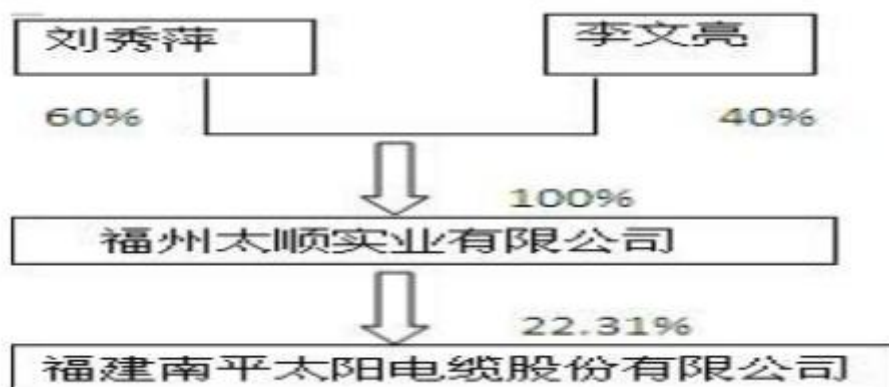 刘秀萍
李文亮
60%
40%
100%
福州太顺实业有限公司
22.31%
福建南平太阳电缆股份有限公司